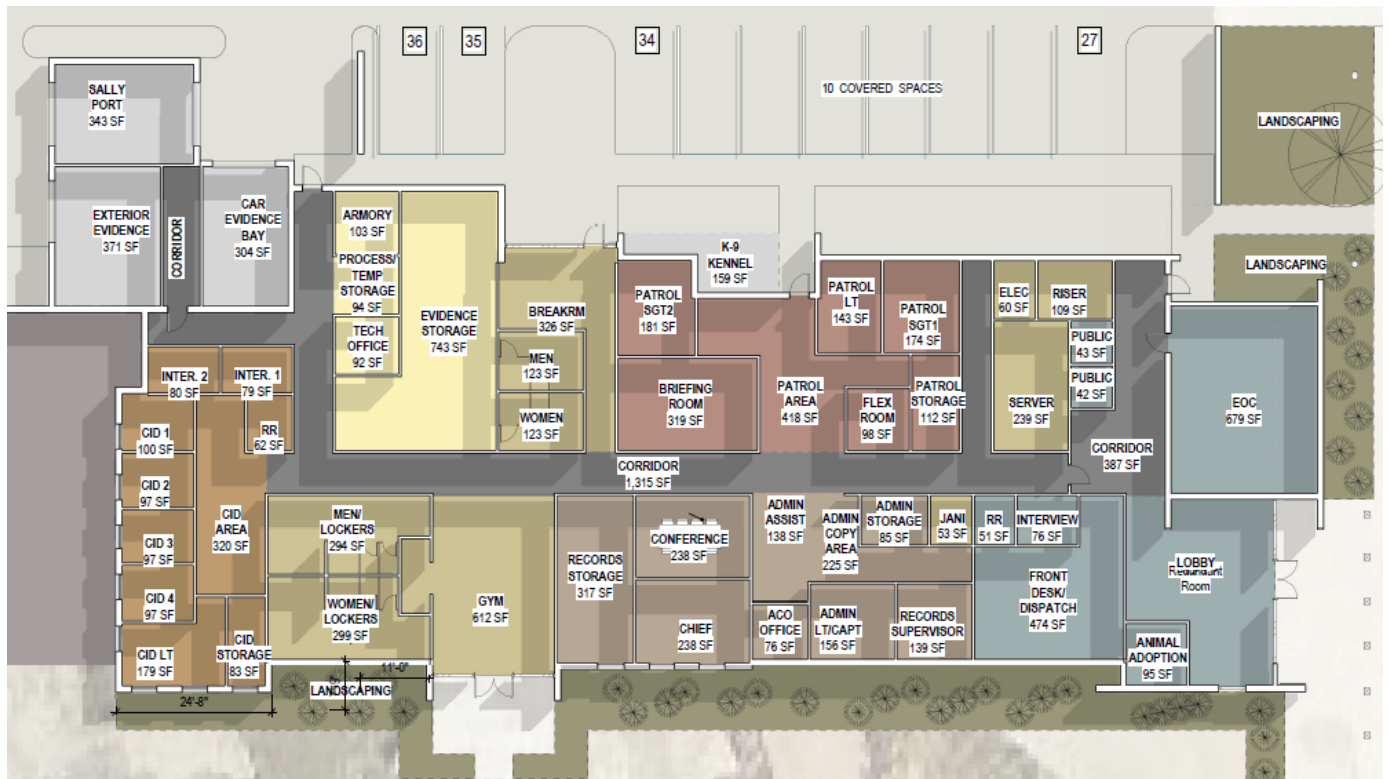 36
35
34
27
10 COVERED SPACES
SALLY
PORT
343 SF
LANDSCAPING
EXTERIOR
EVIDENCE
371 SF
CORRIDOR
CAR
EVIDENCE
BAY
304 SF
ARMORY
103 SF
PROCESS/
TEMP
STORAGE
94 SF
TECH
OFFICE
92 SF
EVIDENCE
STORAGE
743 SF
BREAKRM
326 SF
MEN
123 SF
WOMEN
123 SF
K-9
KENNEL
159 SF
PATROL
SGT2
181 SF
BRIEFING
ROOM
319 SF
PATROL
AREA
418 SF
PATROL
LT
143 SF
PATROL
SGT1
174 SF
FLEX
ROOM
98 SF
PATROL
STORAGE
112 SF
ELEC
60 SF
RISER
109 SF
PUBLIC
43 SF
PUBLIC
42 SF
SERVER
239 SF
LANDSCAPING
EOC
679 SF
CORRIDOR
387 SF
CORRIDOR
1,315 SF
INTER. 2
80 SF
INTER. 1
79 SF
RR
62 SF
CID 1
100 SF
CID 2
97 SF
CID 3
97 SF
CID 4
97 SF
CID LT
179 SF
CID
AREA
320 SF
CID
STORAGE
83 SF
MEN/
LOCKERS
294 SF
WOMEN/
LOCKERS
299 SF
GYM
612 SF
RECORDS
STORAGE
317 SF
CONFERENCE
238 SF
CHIEF
238 SF
ADMIN
ASSIST
138 SF
ADMIN
COPY
AREA
225 SF
ADMIN
STORAGE
85 SF
JANI
53 SF
RR
51 SF
INTERVIEW
76 SF
ACO
OFFICE
76 SF
ADMIN
LT/CAPT
156 SF
RECORDS
SUPERVISOR
139 SF
FRONT
DESK/
DISPATCH
474 SF
LOBBY
Redundant
Room
ANIMAL
ADOPTION
95 SF
11'-0"
LANDSCAPING
24'-8"